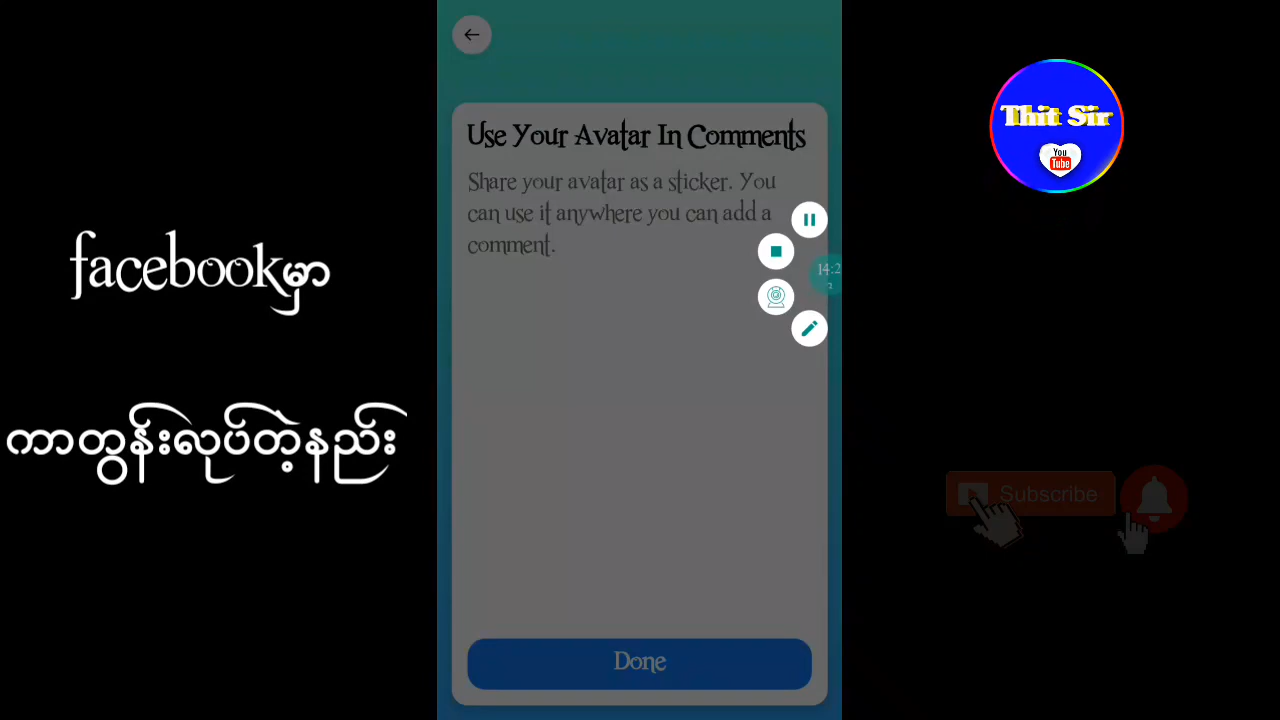 facebookမှာ
ကာတွန်းလုပ်တဲ့နည်း
Use Your Avatar In Comments
Share your avatar as a sticker. You
can use it anywhere you can add a
comment.
Done
Thit Sir
You
Tube
Subscribe